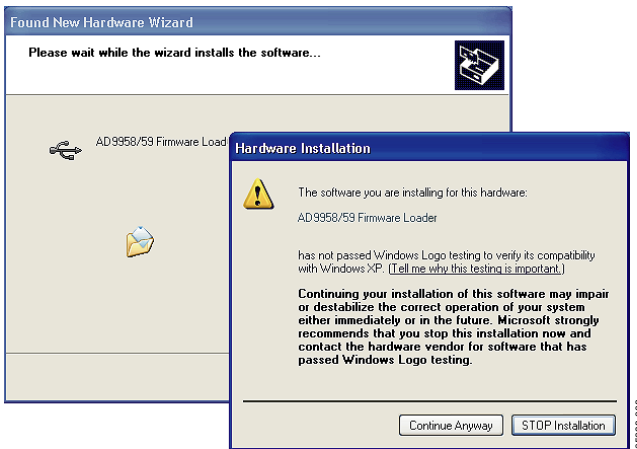 Found New Hardware Wizard
Please wait while the wizard installs the software...
AD9958/59 Firmware Load
Hardware Installation
The software you are installing for this hardware:
AD9958/59 Firmware Loader
has not passed Windows Logo testing to verify its compatibility
with Windows XP. (Tell me why this testing is important.)
Continuing your installation of this software may impair
or destabilize the correct operation of your system
either immediately or in the future. Microsoft strongly
recommends that you stop this installation now and
contact the hardware vendor for software that has
passed Windows Logo testing.
Continue Anyway
STOP Installation